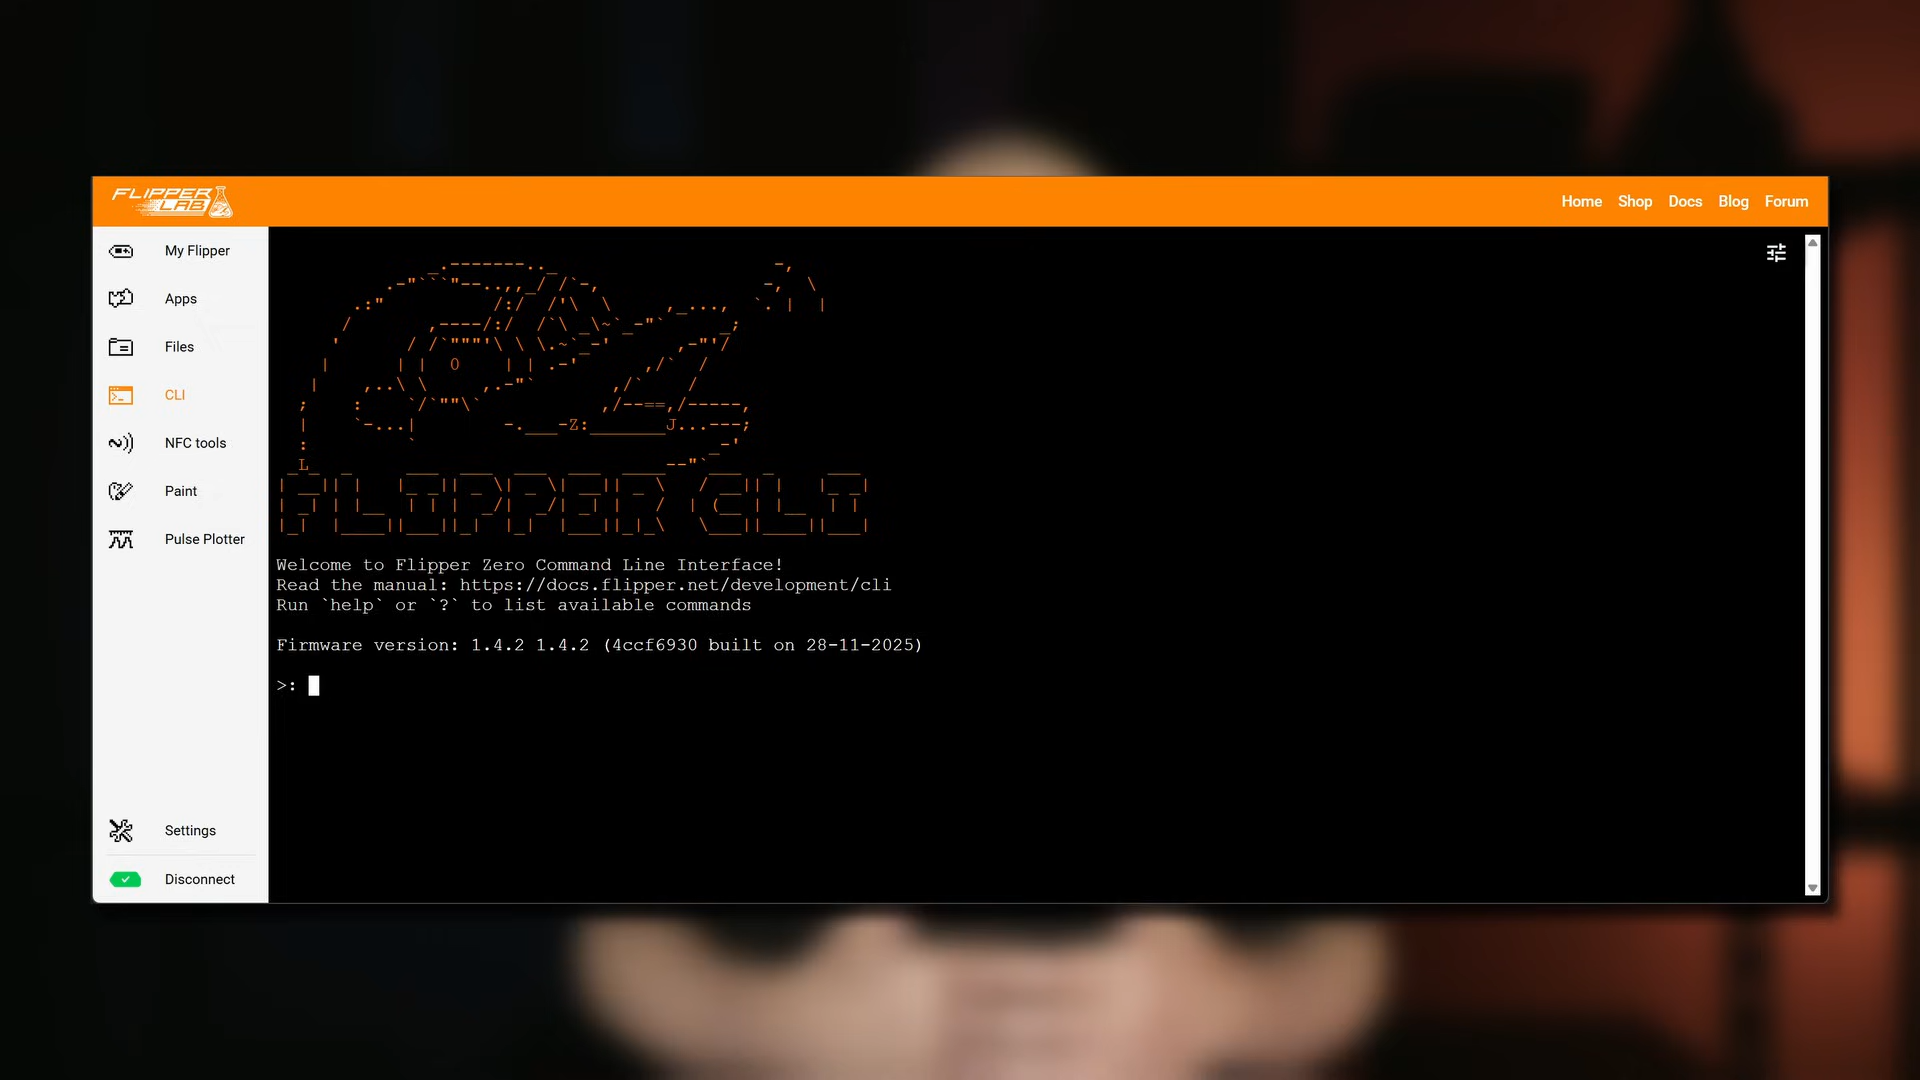 FLIPPER LAB
Home Shop Docs Blog Forum
My Flipper
Apps
Files
CLI
NFC tools
Paint
Pulse Plotter
Settings
Disconnect
FLIPPER CLI
Welcome to Flipper Zero Command Line Interface!
Read the manual: https://docs.flipper.net/development/cli
Run `help` or `?` to list available commands
Firmware version: 1.4.2 1.4.2 (4ccf6930 built on 28-11-2025)
>: